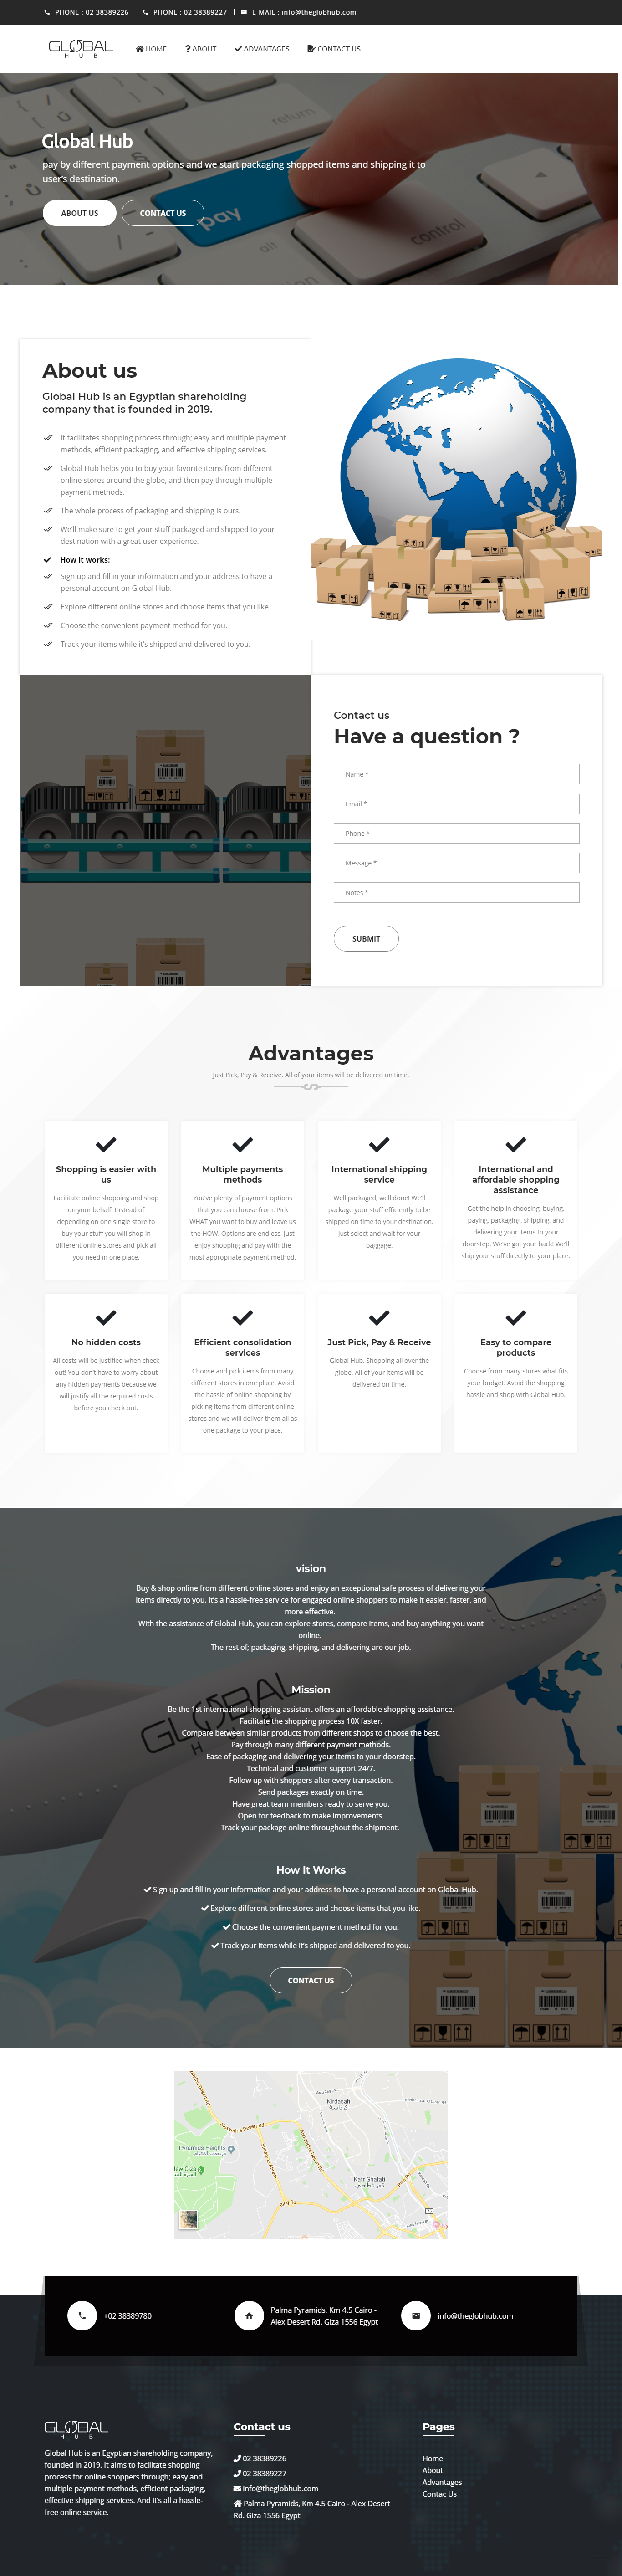 PHONE : 02 38389226 | PHONE : 02 38389227 | E-MAIL : info@theglobhub.com
GLOBAL
HUB
HOME ABOUT ADVANTAGES CONTACT US
return
pay
alt
control
Global Hub
pay by different payment options and we start packaging shopped items and shipping it to
user's destination.
ABOUT US CONTACT US
About us
Global Hub is an Egyptian shareholding
company that is founded in 2019.
It facilitates shopping process through; easy and multiple payment
methods, efficient packaging, and effective shipping services.
Global Hub helps you to buy your favorite items from different
online stores around the globe, and then pay through multiple
payment methods.
The whole process of packaging and shipping is ours.
We'll make sure to get your stuff packaged and shipped to your
destination with a great user experience.
How it works:
Sign up and fill in your information and your address to have a
personal account on Global Hub.
Explore different online stores and choose items that you like.
Choose the convenient payment method for you.
Track your items while it's shipped and delivered to you.
Contact us
Have a question ?
Name *
Email *
Phone *
Message *
Notes *
SUBMIT
Advantages
Just Pick, Pay & Receive. All of your items will be delivered on time.
Shopping is easier with
us
Facilitate online shopping and shop
on your behalf. Instead of
depending on one single store to
buy your stuff you will shop in
different online stores and pick all
you need in one place.
Multiple payments
methods
You've plenty of payment options
that you can choose from. Pick
WHAT you want to buy and leave us
the HOW. Options are endless, just
enjoy shopping and pay with the
most appropriate payment method.
International shipping
service
Well packaged, well done! We'll
package your stuff efficiently to be
shipped on time to your destination.
Just select and wait for your
baggage.
International and
affordable shopping
assistance
Get the help in choosing, buying,
paying, packaging, shipping, and
delivering your items to your
doorstep. We've got your back! We'll
ship your stuff directly to your place.
No hidden costs
All costs will be justified when check
out! You don't have to worry about
any hidden payments because we
will justify all the required costs
before you check out.
Efficient consolidation
services
Choose and pick items from many
different stores in one place. Avoid
the hassle of online shopping by
picking items from different online
stores and we will deliver them all as
one package to your place.
Just Pick, Pay & Receive
Global Hub, Shopping all over the
globe. All of your items will be
delivered on time.
Easy to compare
products
Choose from many stores what fits
your budget. Avoid the shopping
hassle and shop with Global Hub.
vision
Buy & shop online from different online stores and enjoy an exceptional safe process of delivering your
items directly to you. It's a hassle-free service for engaged online shoppers to make it easier, faster, and
more effective.
With the assistance of Global Hub, you can explore stores, compare items, and buy anything you want
online.
The rest of; packaging, shipping, and delivering are our job.
GLOBAL
HUB
Mission
Be the 1st international shopping assistant offers an affordable shopping assistance.
Facilitate the shopping process 10X faster.
Compare between similar products from different shops to choose the best.
Pay through many different payment methods.
Ease of packaging and delivering your items to your doorstep.
Technical and customer support 24/7.
Follow up with shoppers after every transaction.
Send packages exactly on time.
Have great team members ready to serve you.
Open for feedback to make improvements.
Track your package online throughout the shipment.
How It Works
Sign up and fill in your information and your address to have a personal account on Global Hub.
Explore different online stores and choose items that you like.
Choose the convenient payment method for you.
Track your items while it's shipped and delivered to you.
CONTACT US
Kirdasah
كرداسة
Pyramids Heights
New Giza
Kafr Ghatati
كفر غطاطي
Ring Rd
+02 38389780
Palma Pyramids, Km 4.5 Cairo -
Alex Desert Rd. Giza 1556 Egypt
info@theglobhub.com
GLOBAL
HUB
Global Hub is an Egyptian shareholding company,
founded in 2019. It aims to facilitate shopping
process for online shoppers through; easy and
multiple payment methods, efficient packaging,
effective shipping services. And it's all a hassle-
free online service.
Contact us
02 38389226
02 38389227
info@theglobhub.com
Palma Pyramids, Km 4.5 Cairo - Alex Desert
Rd. Giza 1556 Egypt
Pages
Home
About
Advantages
Contac Us